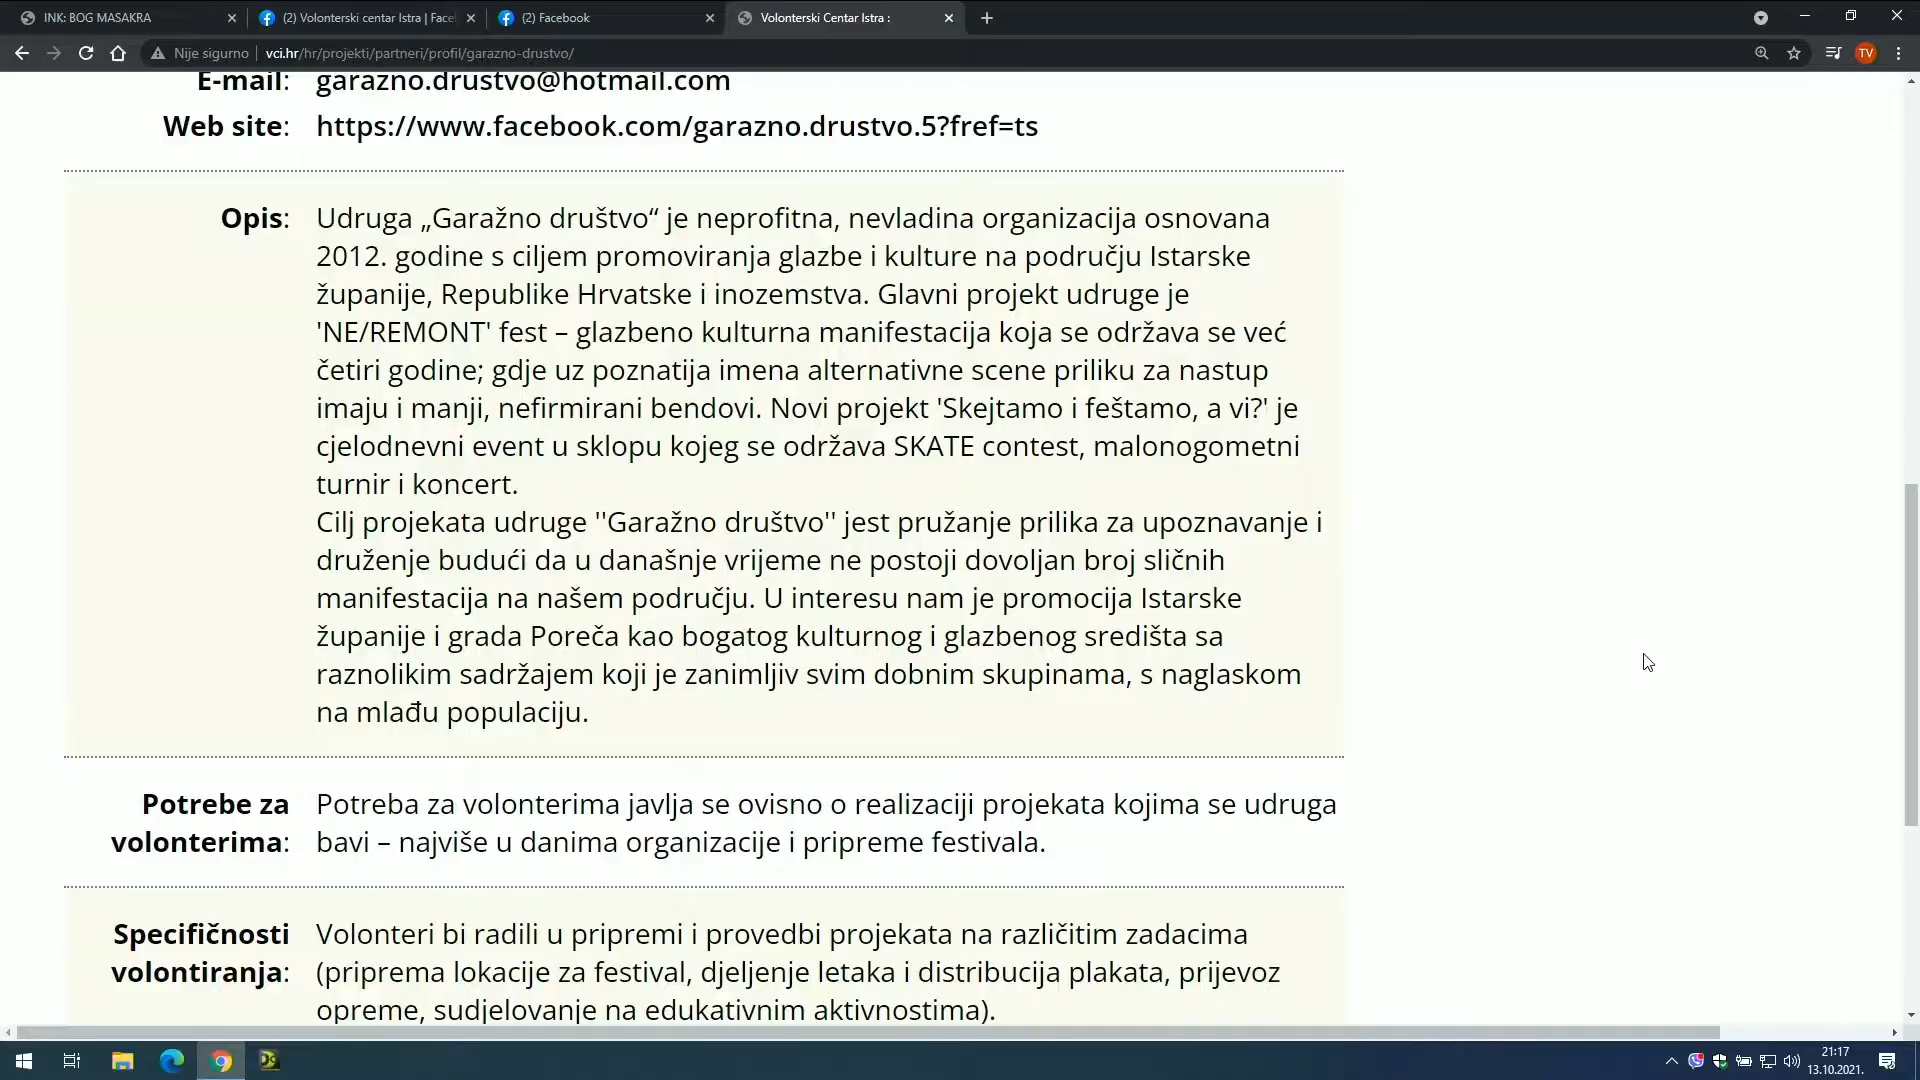 INK: BOG MASAKRA
(2) Volonterski centar Istra | Face
(2) Facebook
Volonterski Centar Istra :
Nije sigurno
vci.hr/hr/projekti/partneri/profil/garazno-drustvo/
TV
E-mail: garazno.drustvo@hotmail.com
Web site: https://www.facebook.com/garazno.drustvo.5?fref=ts
Opis: Udruga „Garažno društvo“ je neprofitna, nevladina organizacija osnovana
2012. godine s ciljem promoviranja glazbe i kulture na području Istarske
županije, Republike Hrvatske i inozemstva. Glavni projekt udruge je
'NE/REMONT' fest – glazbeno kulturna manifestacija koja se održava se već
četiri godine; gdje uz poznatija imena alternativne scene priliku za nastup
imaju i manji, nefirmirani bendovi. Novi projekt 'Skejtamo i feštamo, a vi?' je
cjelodnevni event u sklopu kojeg se održava SKATE contest, malonogometni
turnir i koncert.
Cilj projekata udruge ''Garažno društvo'' jest pružanje prilika za upoznavanje i
druženje budući da u današnje vrijeme ne postoji dovoljan broj sličnih
manifestacija na našem području. U interesu nam je promocija Istarske
županije i grada Poreča kao bogatog kulturnog i glazbenog središta sa
raznolikim sadržajem koji je zanimljiv svim dobnim skupinama, s naglaskom
na mlađu populaciju.
Potrebe za volonterima: Potreba za volonterima javlja se ovisno o realizaciji projekata kojima se udruga
bavi – najviše u danima organizacije i pripreme festivala.
Specifičnosti volontiranja: Volonteri bi radili u pripremi i provedbi projekata na različitim zadacima
(priprema lokacije za festival, djeljenje letaka i distribucija plakata, prijevoz
opreme, sudjelovanje na edukativnim aktivnostima).
21:17
13.10.2021.